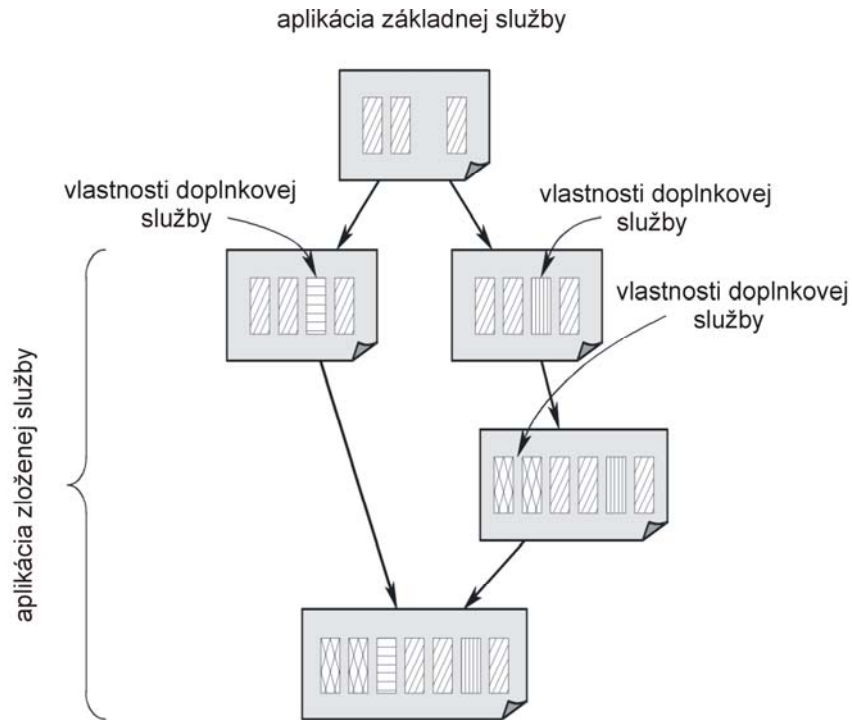 aplikácia základnej služby
vlastnosti doplnkovej
služby
vlastnosti doplnkovej
služby
vlastnosti doplnkovej
služby
aplikácia zloženej služby